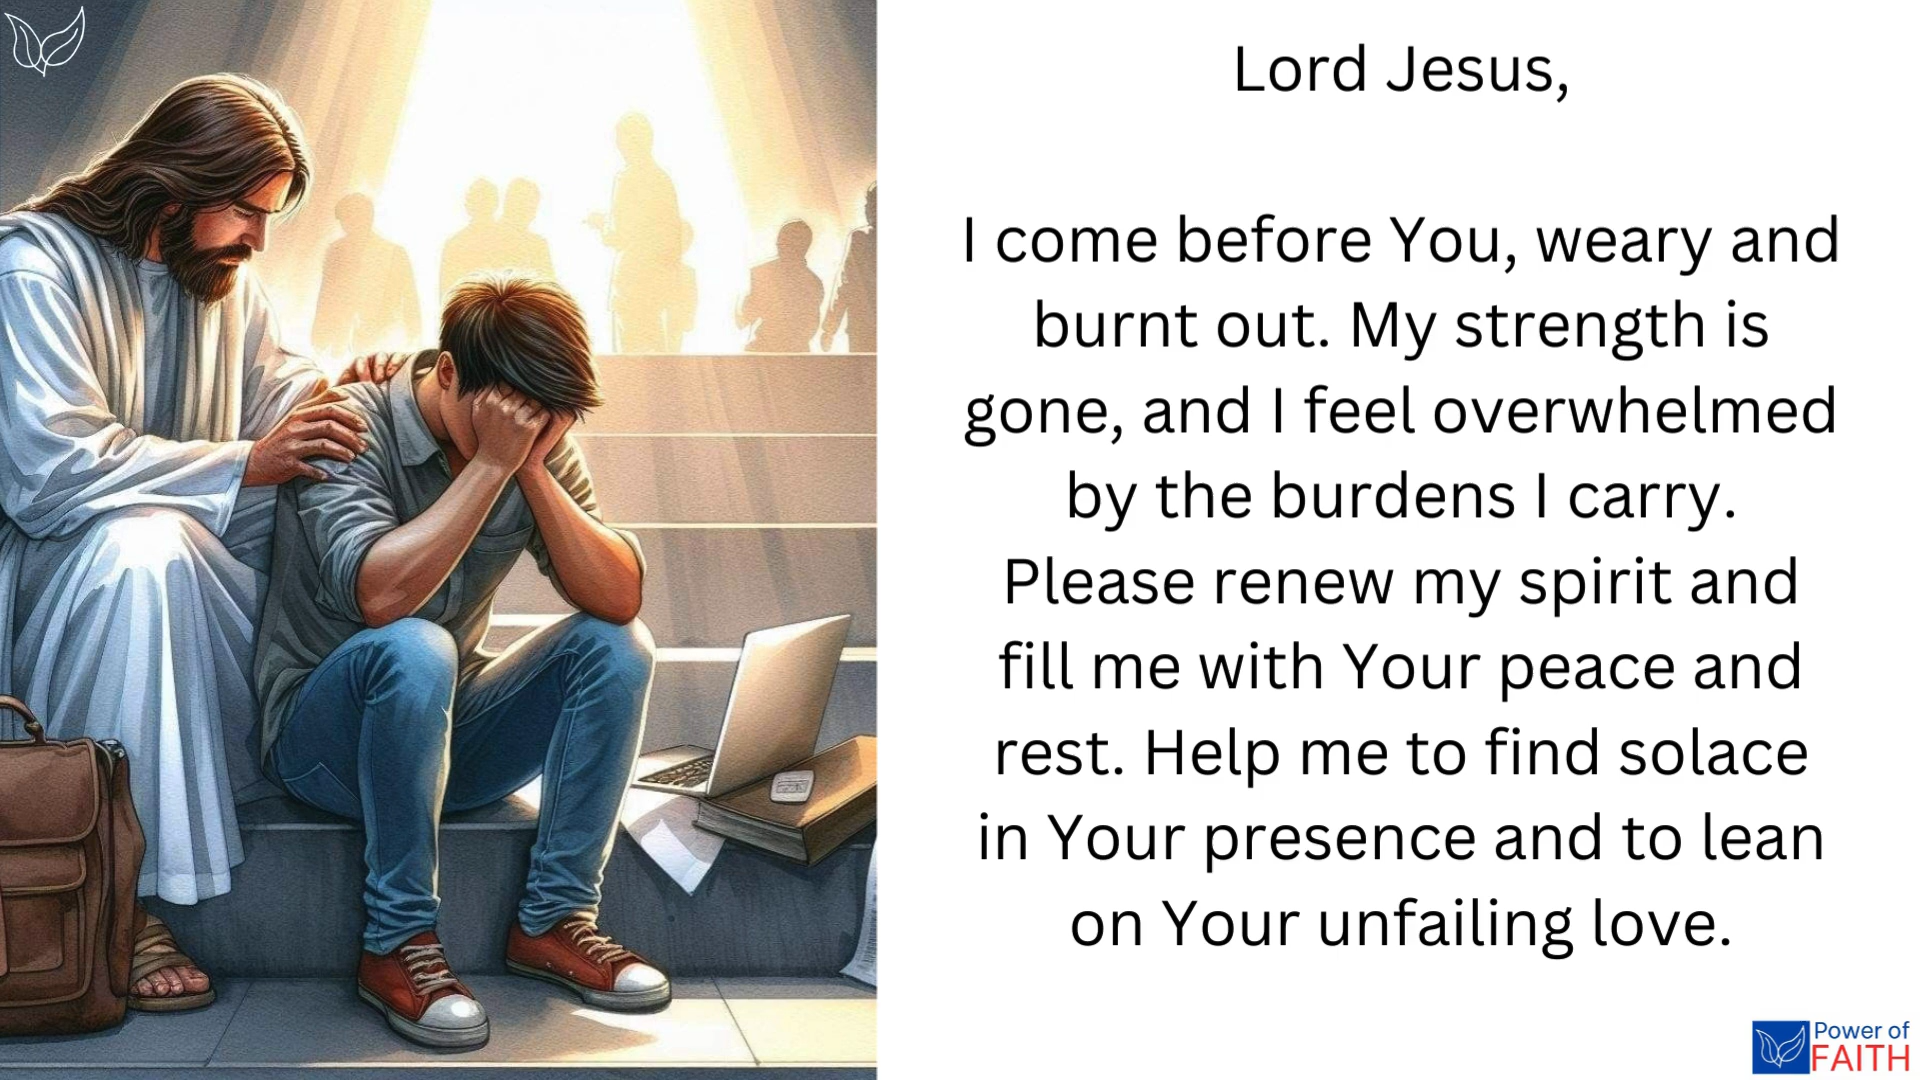 Lord Jesus,
I come before You, weary and
burnt out. My strength is
gone, and I feel overwhelmed
by the burdens I carry.
Please renew my spirit and
fill me with Your peace and
rest. Help me to find solace
in Your presence and to lean
on Your unfailing love.
Power of
FAITH